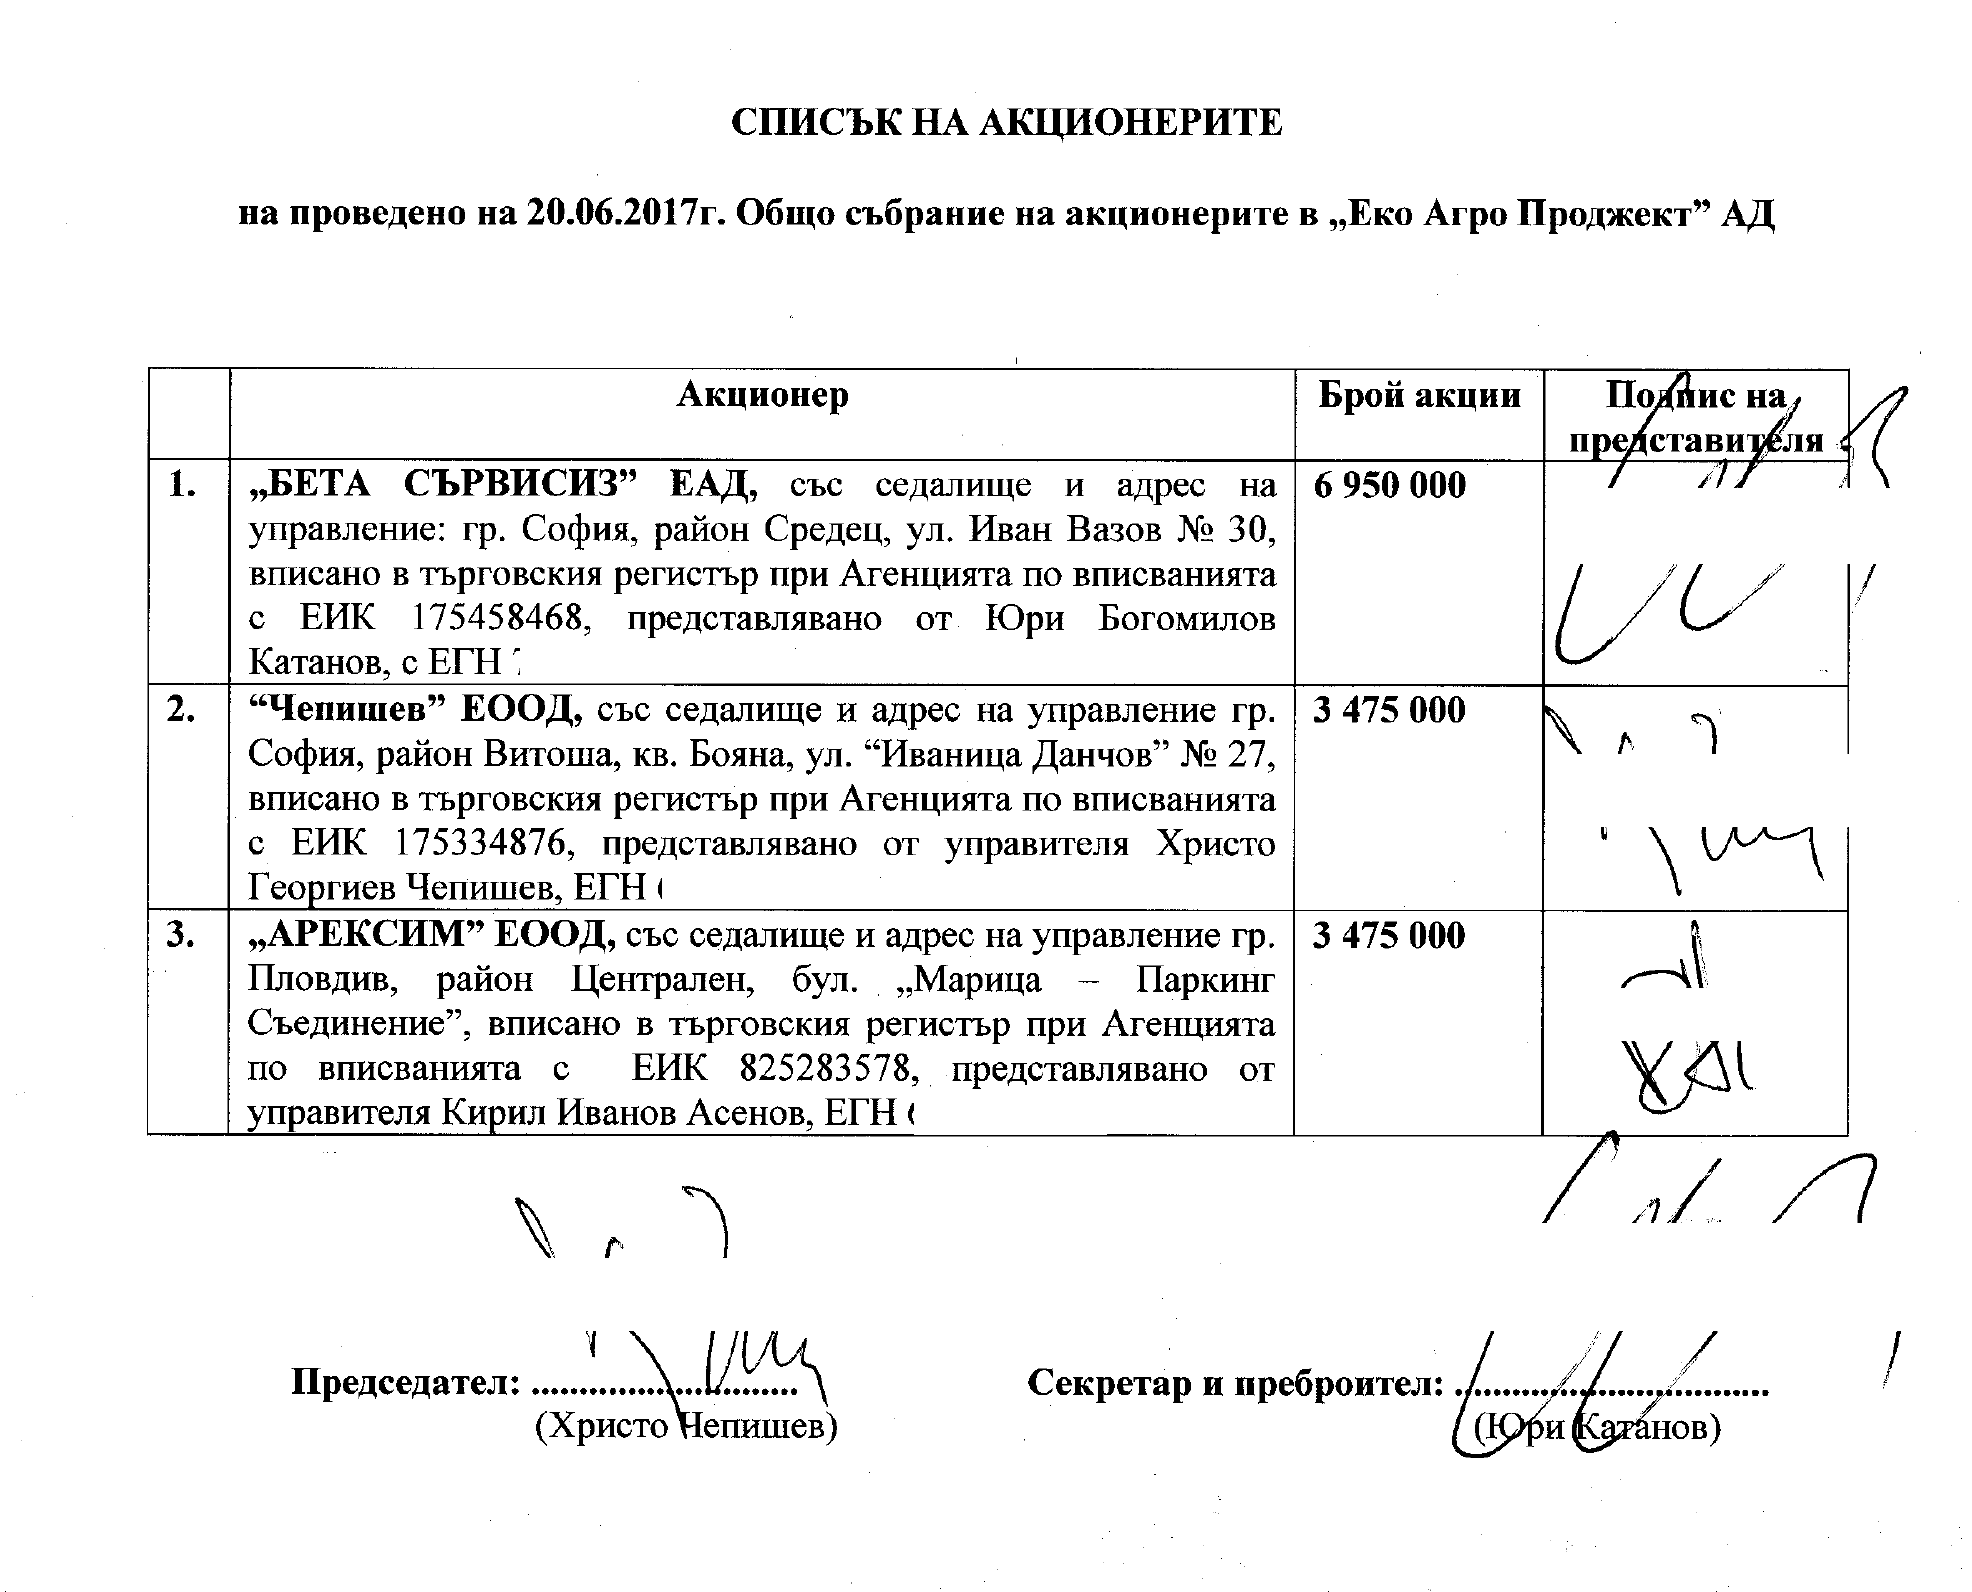 СПИСЪК НА АКЦИОНЕРИТЕ
на проведено на 20.06.2017г. Общо събрание на акционерите в „Еко Агро Проджект” АД
Акционер
Брой акции
Подпис на
представителя
1.
„БЕТА СЪРВИСИЗ” ЕАД, със седалище и адрес на
управление: гр. София, район Средец, ул. Иван Вазов № 30,
вписано в търговския регистър при Агенцията по вписванията
с ЕИК 175458468, представлявано от Юри Богомилов
Катанов, с ЕГН
6 950 000
2.
“Чепишев” ЕООД, със седалище и адрес на управление гр.
София, район Витоша, кв. Бояна, ул. “Иваница Данчов” № 27,
вписано в търговския регистър при Агенцията по вписванията
с ЕИК 175334876, представлявано от управителя Христо
Георгиев Чепишев, ЕГН
3 475 000
3.
„АРЕКСИМ” ЕООД, със седалище и адрес на управление гр.
Пловдив, район Централен, бул. „Марица – Паркинг
Съединение”, вписано в търговския регистър при Агенцията
по вписванията с ЕИК 825283578, представлявано от
управителя Кирил Иванов Асенов, ЕГН
3 475 000
Председател: ............................
(Христо Чепишев)
Секретар и преброител: .................................
(Юри Катанов)